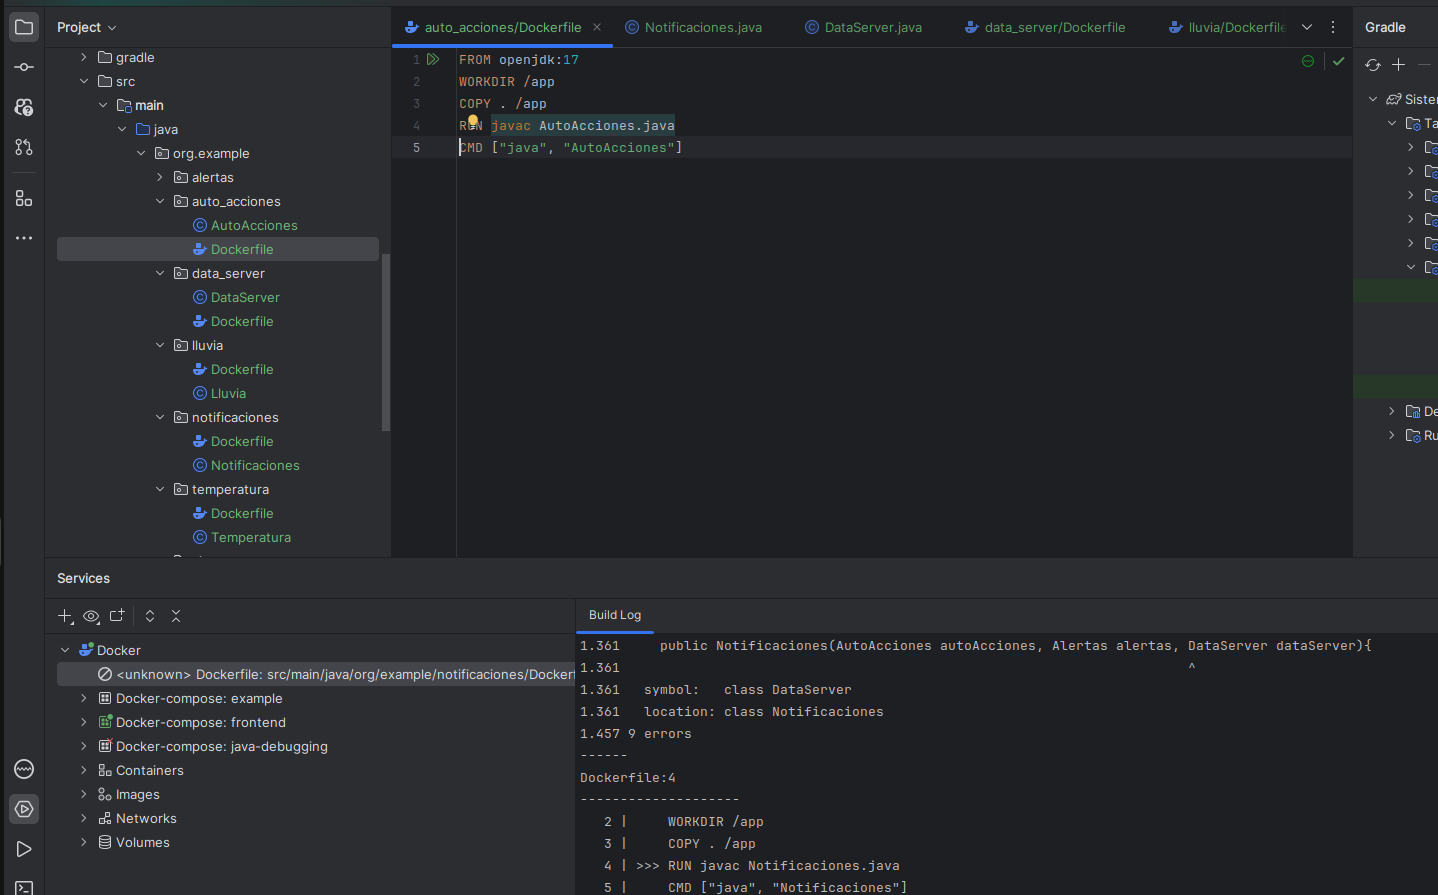 Project
gradle
src
main
java
org.example
alertas
auto_acciones
AutoAcciones
Dockerfile
data_server
DataServer
Dockerfile
lluvia
Dockerfile
Lluvia
notificaciones
Dockerfile
Notificaciones
temperatura
Dockerfile
Temperatura
auto_acciones/Dockerfile
Notificaciones.java
DataServer.java
data_server/Dockerfile
lluvia/Dockerfile
1 FROM openjdk:17
2 WORKDIR /app
3 COPY . /app
4 RUN javac AutoAcciones.java
5 CMD ["java", "AutoAcciones"]
Gradle
Sister
Ta
De
Ru
Services
Docker
<unknown> Dockerfile: src/main/java/org/example/notificaciones/Dockerf
Docker-compose: example
Docker-compose: frontend
Docker-compose: java-debugging
Containers
Images
Networks
Volumes
Build Log
1.361     public Notificaciones(AutoAcciones autoAcciones, Alertas alertas, DataServer dataServer){
1.361                                                                       ^
1.361   symbol:   class DataServer
1.361   location: class Notificaciones
1.457 9 errors
------
Dockerfile:4
--------------------
   2 |     WORKDIR /app
   3 |     COPY . /app
   4 | >>> RUN javac Notificaciones.java
   5 |     CMD ["java", "Notificaciones"]